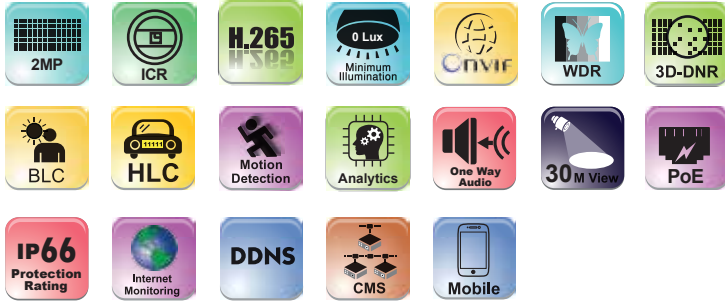 2MP
ICR
H.265
0 Lux
Minimum
Illumination
ONVIF
WDR
3D-DNR
BLC
11111
HLC
Motion
Detection
Analytics
One Way
Audio
30M View
PoE
IP66
Protection
Rating
Internet
Monitoring
DDNS
CMS
Mobile